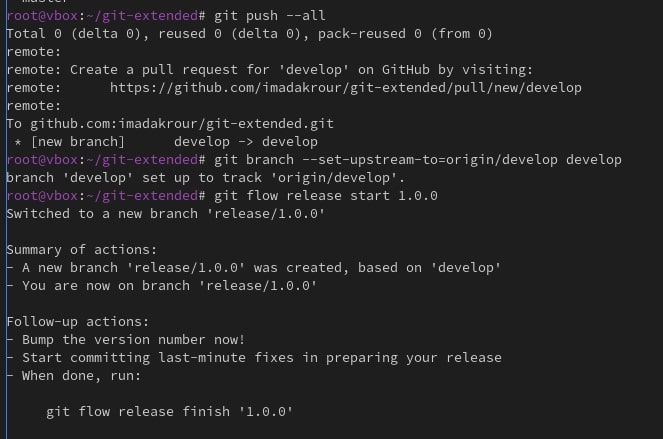 master
root@vbox:~/git-extended# git push --all
Total 0 (delta 0), reused 0 (delta 0), pack-reused 0 (from 0)
remote:
remote: Create a pull request for 'develop' on GitHub by visiting:
remote:      https://github.com/imadakrour/git-extended/pull/new/develop
remote:
To github.com:imadakrour/git-extended.git
 * [new branch]      develop -> develop
root@vbox:~/git-extended# git branch --set-upstream-to=origin/develop develop
branch 'develop' set up to track 'origin/develop'.
root@vbox:~/git-extended# git flow release start 1.0.0
Switched to a new branch 'release/1.0.0'

Summary of actions:
- A new branch 'release/1.0.0' was created, based on 'develop'
- You are now on branch 'release/1.0.0'

Follow-up actions:
- Bump the version number now!
- Start committing last-minute fixes in preparing your release
- When done, run:

     git flow release finish '1.0.0'